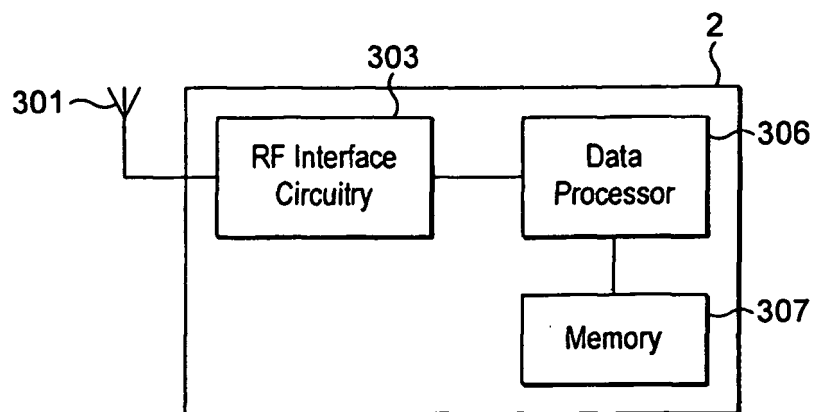 2
303
301
RF Interface
Circuitry
Data
Processor
306
Memory
307